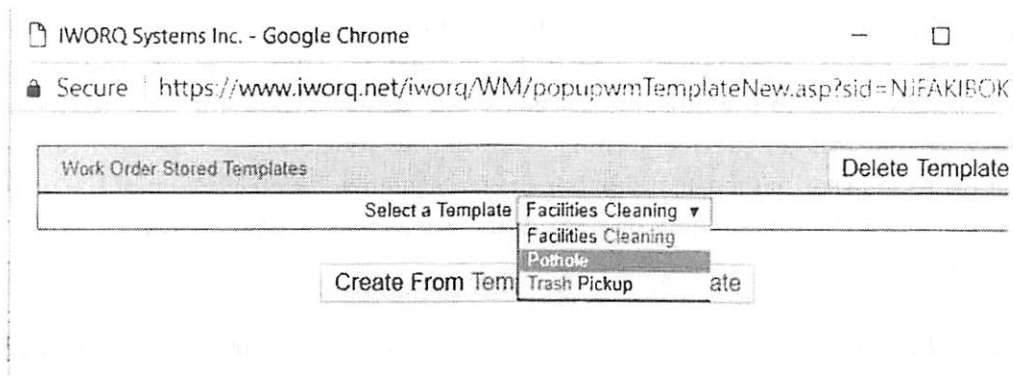 IWORQ Systems Inc. - Google Chrome
Secure https://www.iworq.net/iworq/WM/popupwmTemplateNew.asp?sid=
Work Order Stored Templates Delete Template
Select a Template Facilities Cleaning
Facilities Cleaning
Pothole
Create From Tem Trash Pickup ate